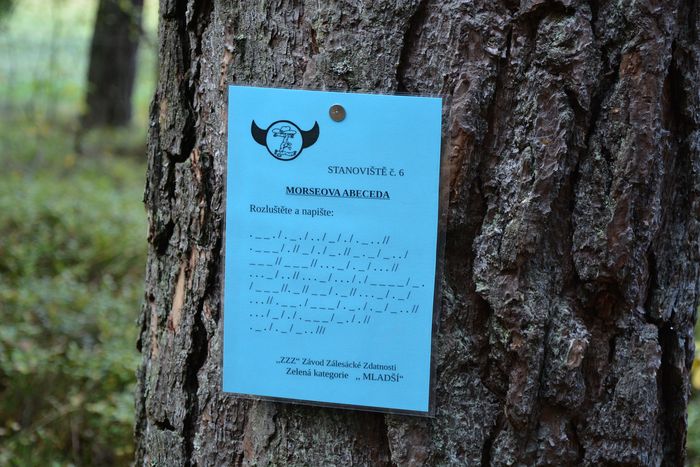 STANOVIŠTĚ č. 6
MORSEOVA ABECEDA
Rozluštěte a napište:
. _ _ _ / . _ / . . / _ / . / . _ . . //
. _ _ _ / . // _ / . / . _ . // _ . _ / _ . . /
_ _ _ // _ _ _ // . . . _ / . _ / . . . //
. . . _ / . // . . _ / . . . / . / _ _ _ _ / _ .
/ _ _ _ // . _ // _ _ / . _ // . . . _ / . _ /
. . . // . _ . . / _ _ _ / _ . / . _ / . _ . . //
. . . / _ / . / . _ _ _ / _ . / . //
. _ . / . _ / _ . . ///
„ZZZ“ Závod Zálesácké Zdatnosti
Zelená kategorie „ MLADŠÍ“